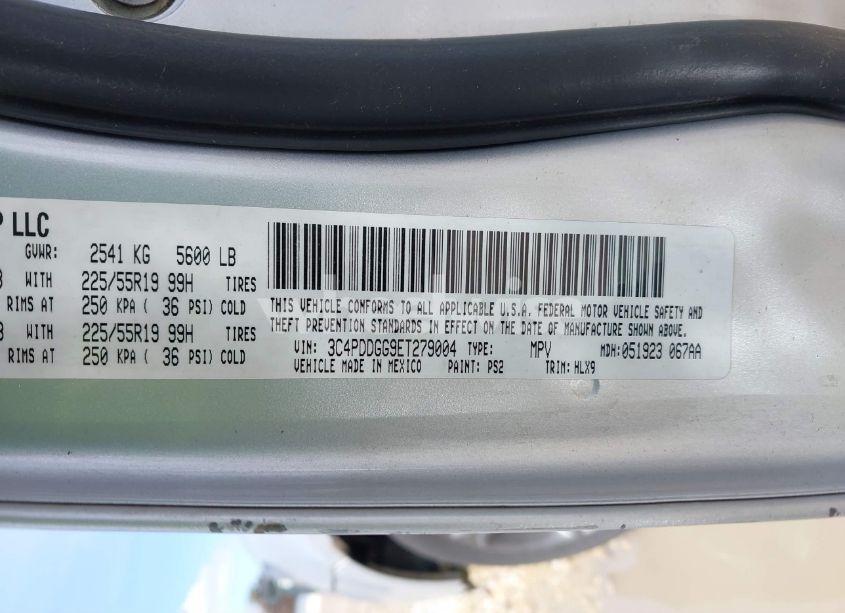 P LLC
GVWR: 2541 KG 5600 LB
WITH 225/55R19 99H TIRES
RIMS AT 250 KPA ( 36 PSI) COLD
WITH 225/55R19 99H TIRES
RIMS AT 250 KPA ( 36 PSI) COLD
THIS VEHICLE CONFORMS TO ALL APPLICABLE U.S.A. FEDERAL MOTOR VEHICLE SAFETY AND
THEFT PREVENTION STANDARDS IN EFFECT ON THE DATE OF MANUFACTURE SHOWN ABOVE.
VIN: 3C4PDDGG9ET279004 TYPE: MPV MDH:051923 067AA
VEHICLE MADE IN MEXICO PAINT: PS2 TRIM: HLX9